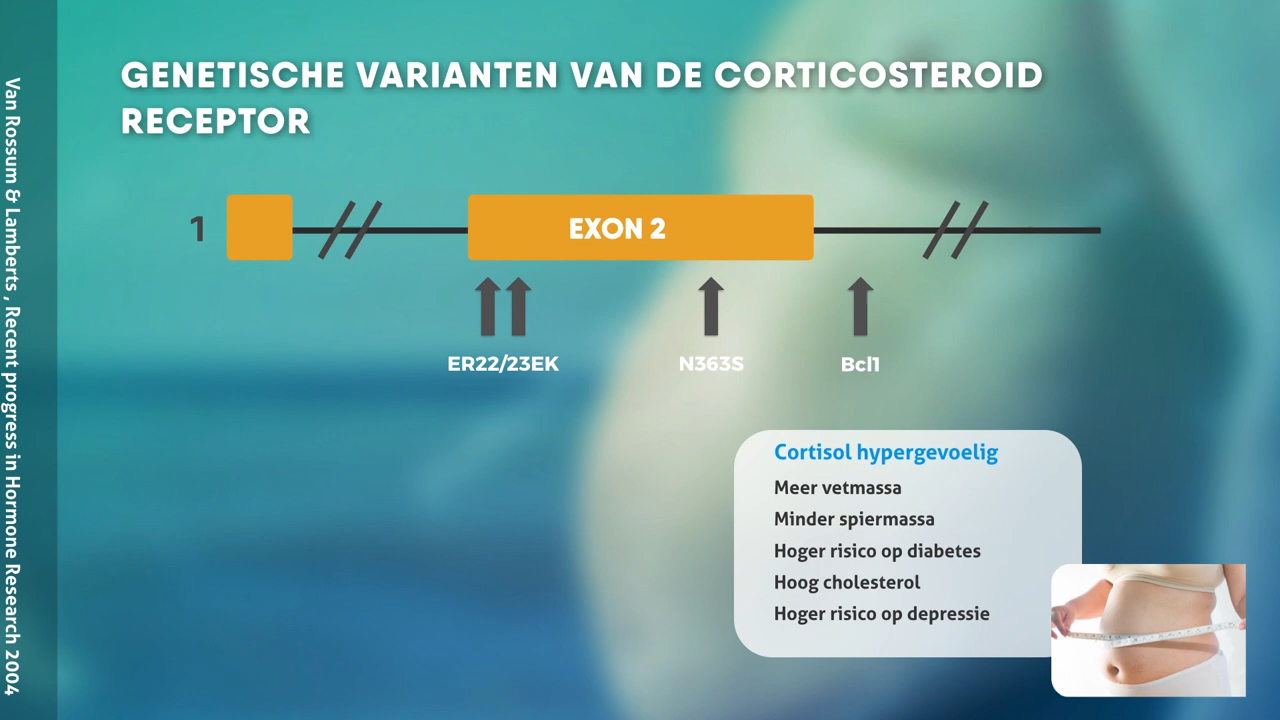 GENETISCHE VARIANTEN VAN DE CORTICOSTEROID
RECEPTOR
1
EXON 2
ER22/23EK
N363S
Bcl1
Cortisol hypergevoelig
Meer vetmassa
Minder spiermassa
Hoger risico op diabetes
Hoog cholesterol
Hoger risico op depressie
Van Rossum & Lamberts , Recent progress in Hormone Research 2004